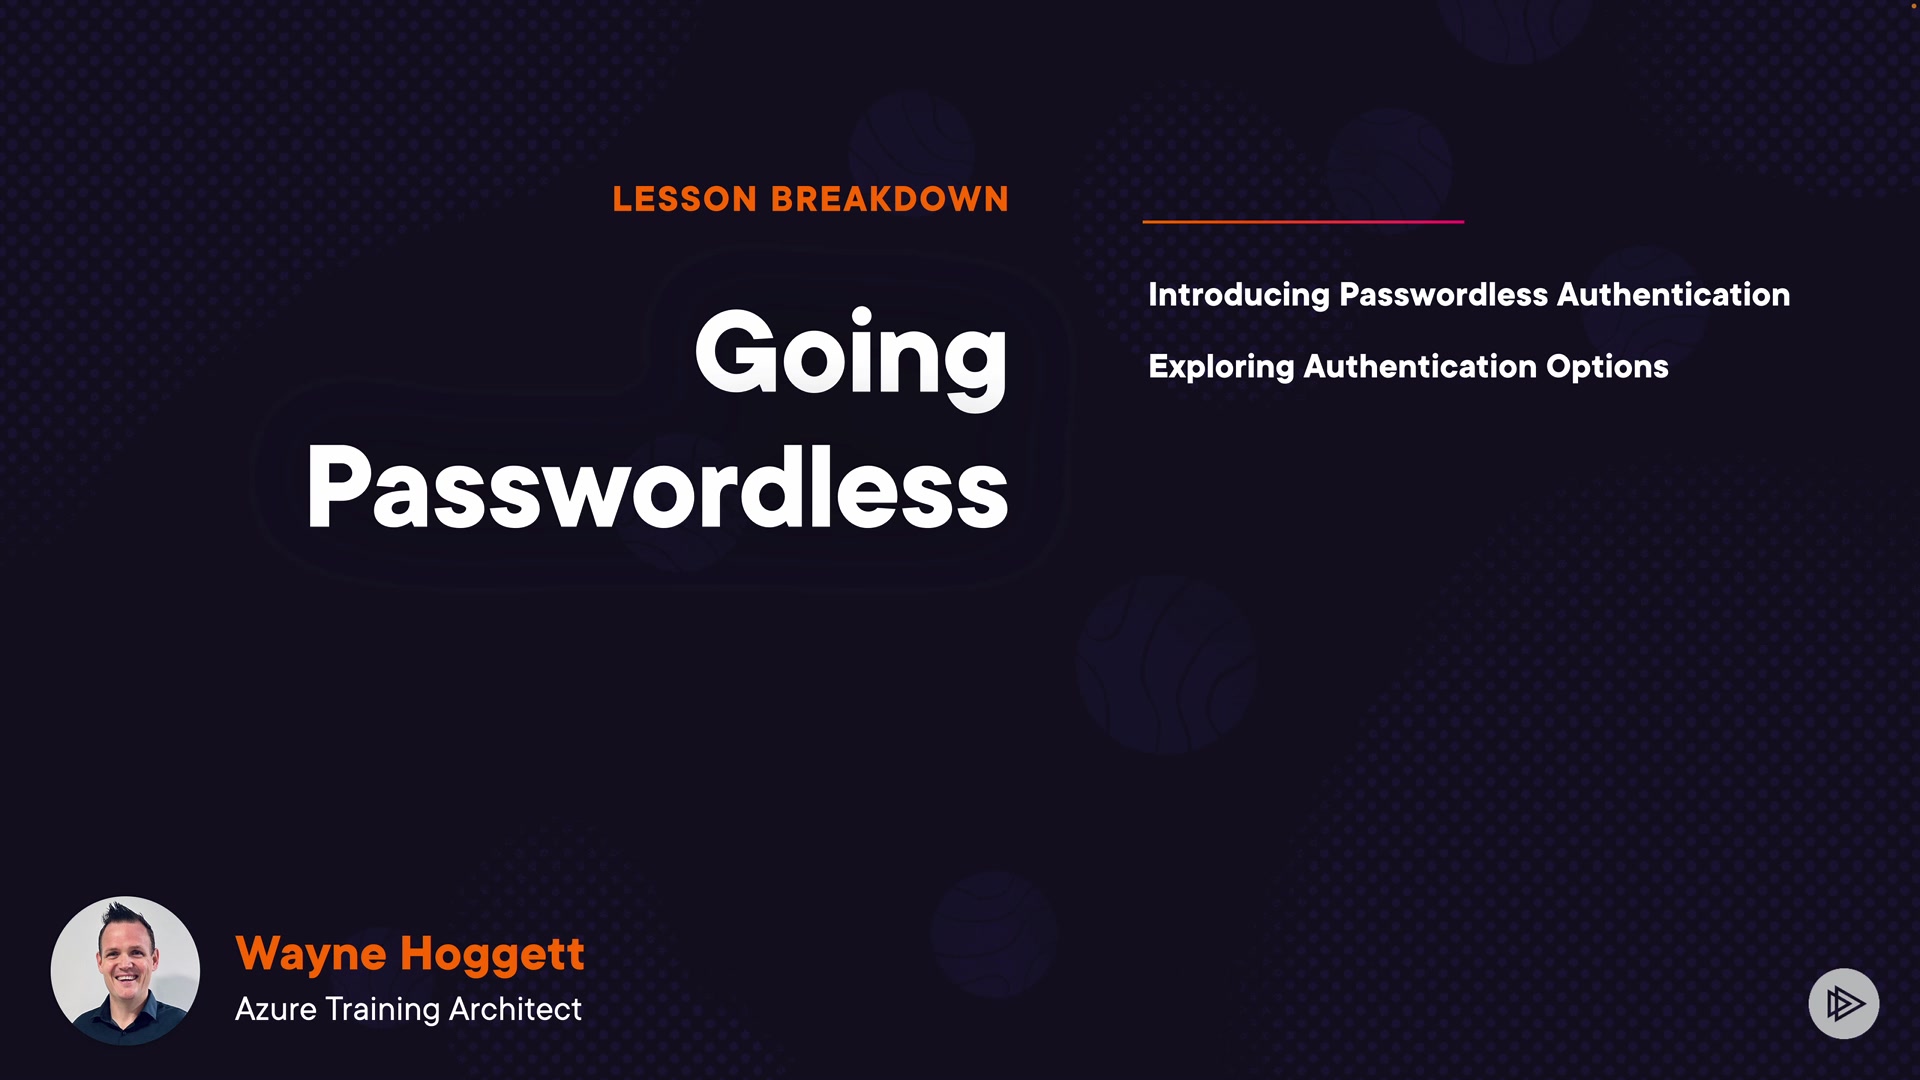 LESSON BREAKDOWN
Going
Passwordless
Introducing Passwordless Authentication
Exploring Authentication Options
Wayne Hoggett
Azure Training Architect